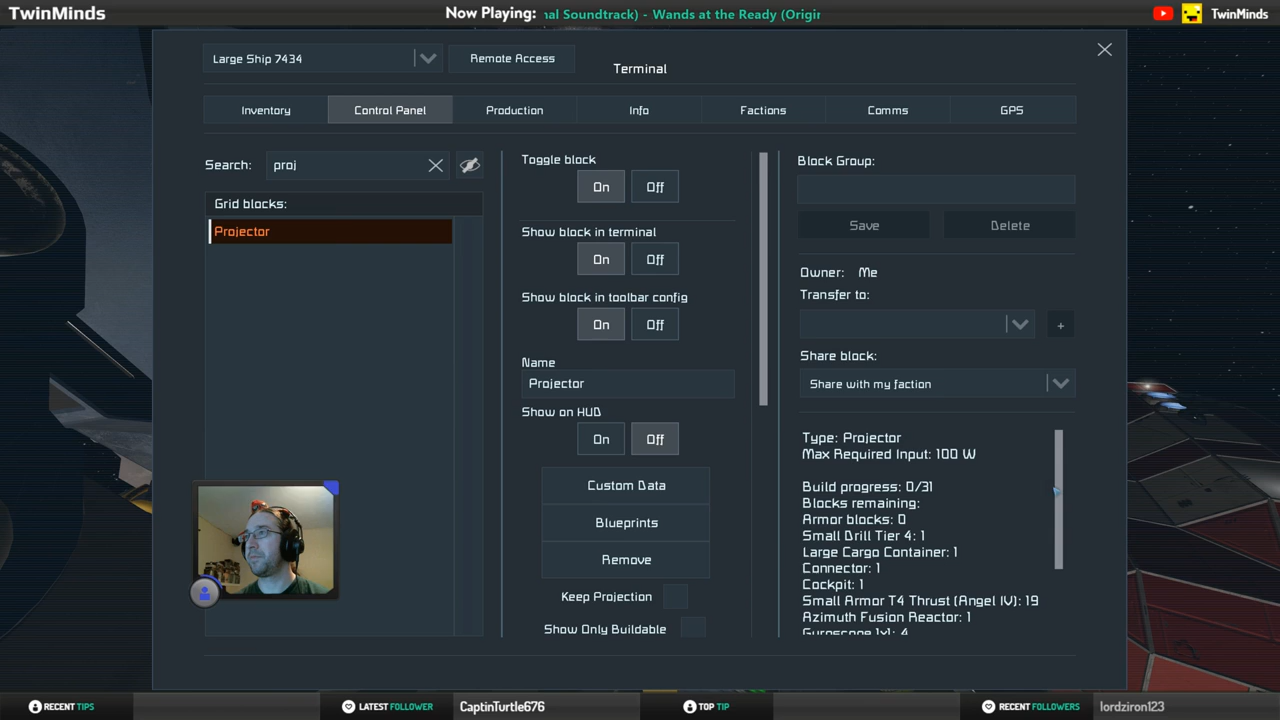 TwinMinds
Now Playing:
nal Soundtrack) - Wands at the Ready (Origir
TwinMinds
Large Ship 7434
Remote Access
Terminal
Inventory
Control Panel
Production
Info
Factions
Comms
GPS
Search:
proj
Grid blocks:
Projector
Toggle block
On
Off
Show block in terminal
On
Off
Show block in toolbar config
On
Off
Name
Projector
Show on HUD
On
Off
Custom Data
Blueprints
Remove
Keep Projection
Show Only Buildable
Block Group:
Save
Delete
Owner: Me
Transfer to:
+
Share block:
Share with my faction
Type: Projector
Max Required Input: 100 W
Build progress: 0/31
Blocks remaining:
Armor blocks: 0
Small Drill Tier 4: 1
Large Cargo Container: 1
Connector: 1
Cockpit: 1
Small Armor T4 Thrust (Angel IV): 19
Azimuth Fusion Reactor: 1
Gyroscope [x]: 4
RECENT TIPS
LATEST FOLLOWER
CaptinTurtle676
TOP TIP
RECENT FOLLOWERS
lordziron123